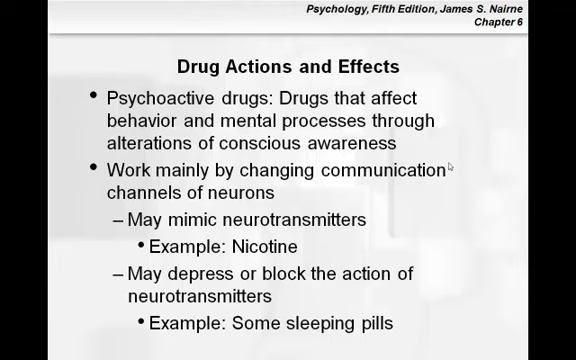 Psychology, Fifth Edition, James S. Nairne
Chapter 6
Drug Actions and Effects
• Psychoactive drugs: Drugs that affect
behavior and mental processes through
alterations of conscious awareness
• Work mainly by changing communication
channels of neurons
– May mimic neurotransmitters
• Example: Nicotine
– May depress or block the action of
neurotransmitters
• Example: Some sleeping pills